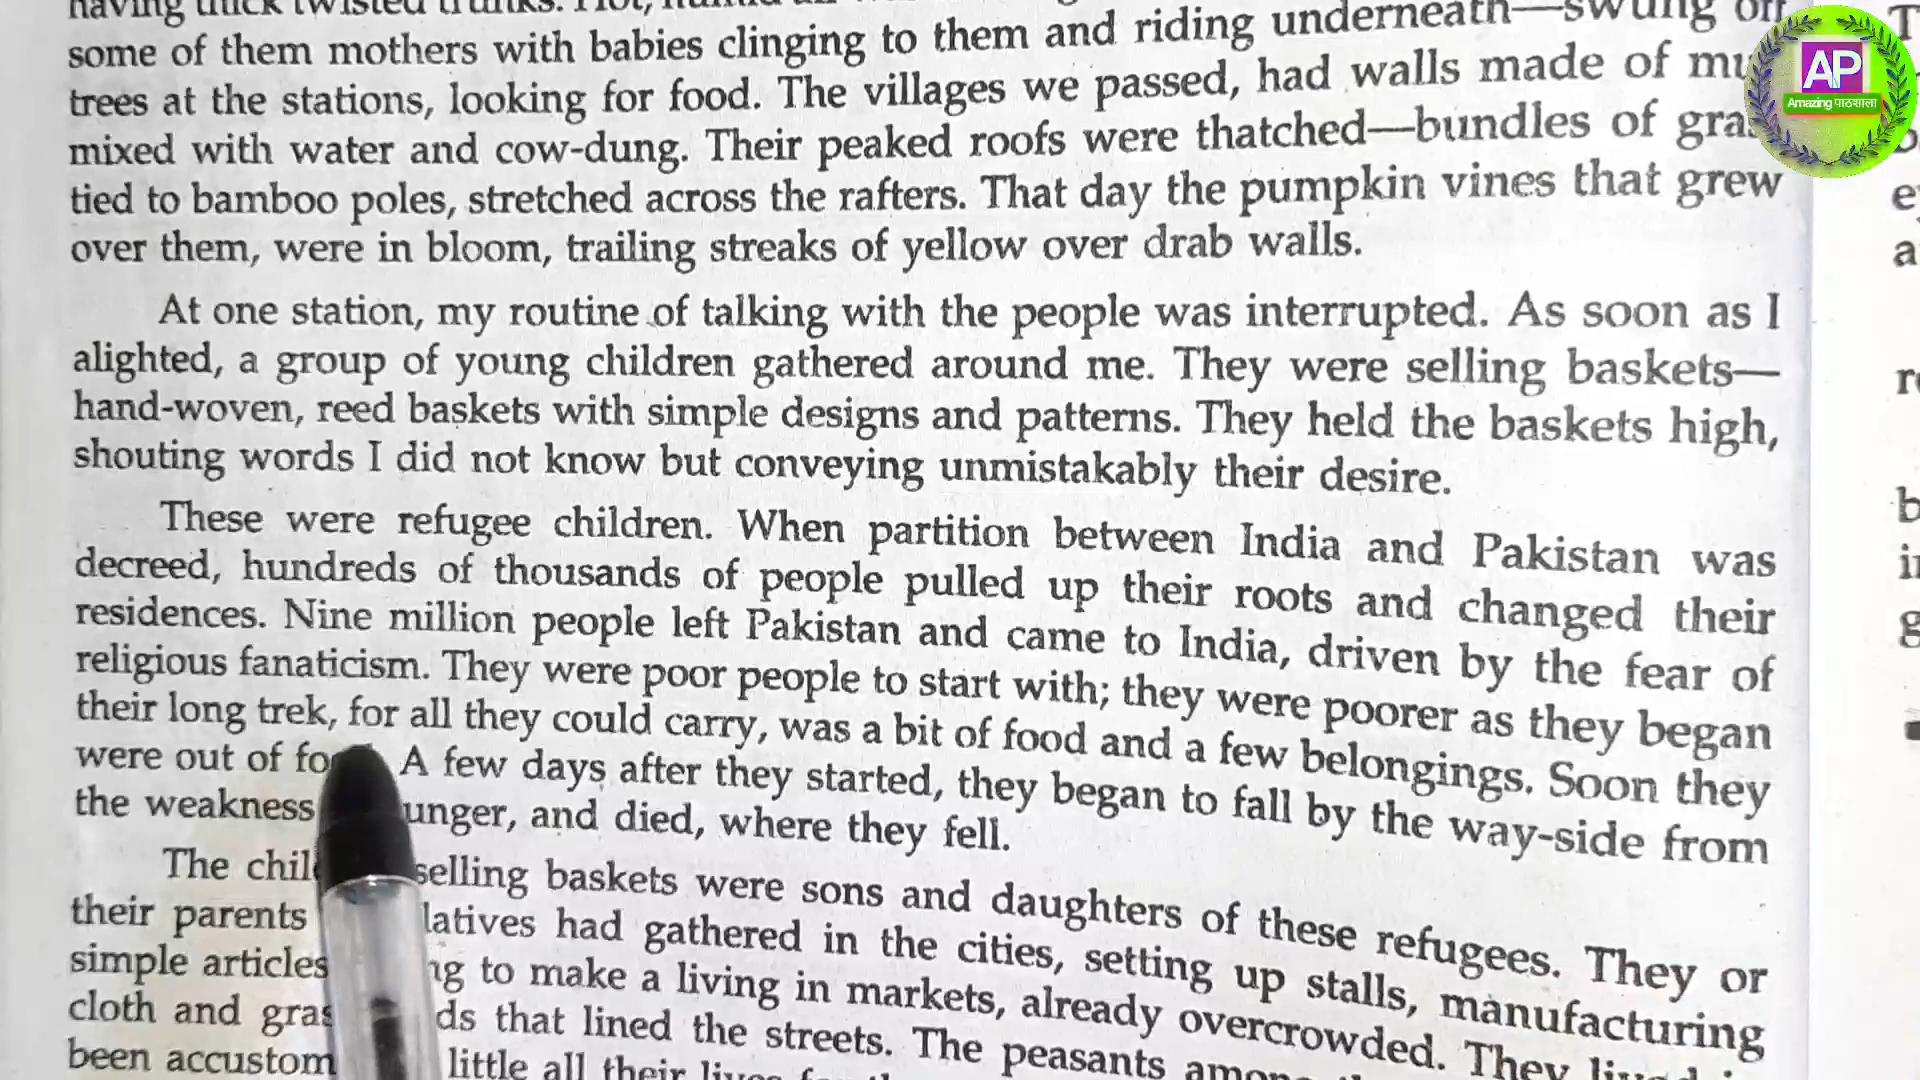 having thick twisted trunks. Hot, humid
some of them mothers with babies clinging to them and riding underneath—swung off
trees at the stations, looking for food. The villages we passed, had walls made of
mixed with water and cow-dung. Their peaked roofs were thatched—bundles of
tied to bamboo poles, stretched across the rafters. That day the pumpkin vines that grew
over them, were in bloom, trailing streaks of yellow over drab walls.
At one station, my routine of talking with the people was interrupted. As soon as I
alighted, a group of young children gathered around me. They were selling baskets—
hand-woven, reed baskets with simple designs and patterns. They held the baskets high,
shouting words I did not know but conveying unmistakably their desire.
These were refugee children. When partition between India and Pakistan was
decreed, hundreds of thousands of people pulled up their roots and changed their
residences. Nine million people left Pakistan and came to India, driven by the fear of
religious fanaticism. They were poor people to start with; they were poorer as they began
their long trek, for all they could carry, was a bit of food and a few belongings. Soon they
were out of A few days after they started, they began to fall by the way-side from
the weakness and died, where they fell.
The selling baskets were sons and daughters of these refugees. They or
their parents had gathered in the cities, setting up stalls, manufacturing
simple articles to make a living in markets, already overcrowded. They lived
cloth and that lined the streets. The peasants
been little all their lives
AP
Amazing पाठशाला